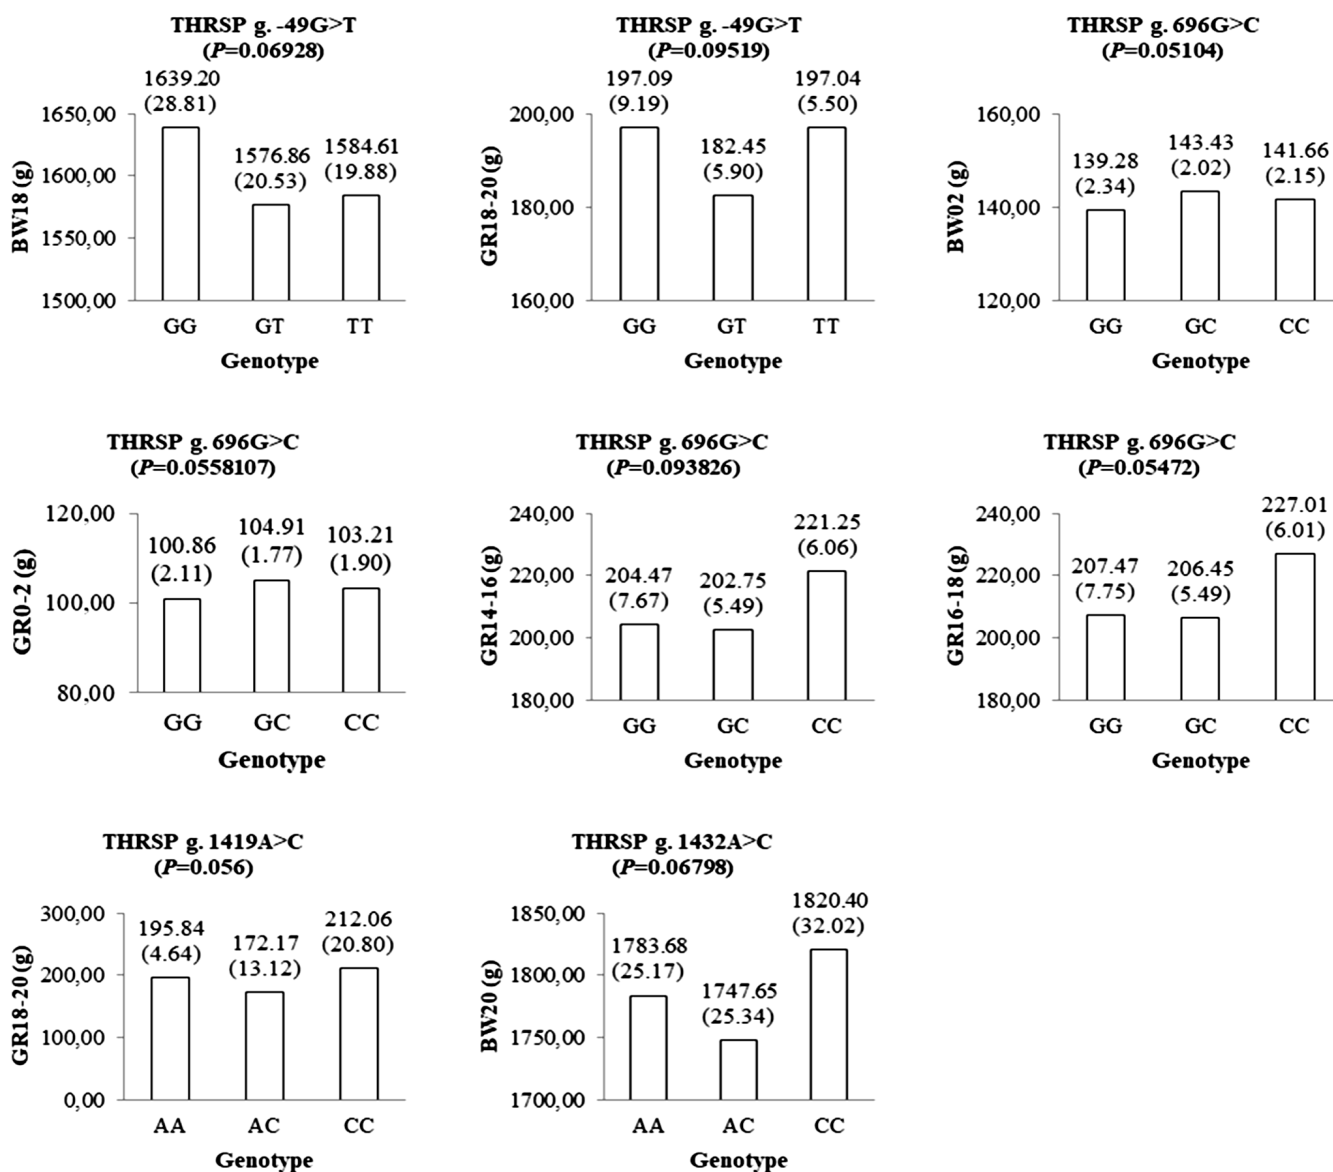 THRSP g. -49G>T
(P=0.06928)
1639.20
(28.81)
1576.86
(20.53)
1584.61
(19.88)
BW18 (g)
1650,00
1600,00
1550,00
1500,00
GG GT TT
Genotype
THRSP g. -49G>T
(P=0.09519)
197.09
(9.19)
182.45
(5.90)
197.04
(5.50)
GR18-20 (g)
200,00
180,00
160,00
GG GT TT
Genotype
THRSP g. 696G>C
(P=0.05104)
139.28
(2.34)
143.43
(2.02)
141.66
(2.15)
BW02 (g)
160,00
140,00
120,00
GG GC CC
Genotype
THRSP g. 696G>C
(P=0.0558107)
100.86
(2.11)
104.91
(1.77)
103.21
(1.90)
GR0-2 (g)
120,00
100,00
80,00
GG GC CC
Genotype
THRSP g. 696G>C
(P=0.093826)
204.47
(7.67)
202.75
(5.49)
221.25
(6.06)
GR14-16 (g)
240,00
220,00
200,00
180,00
GG GC CC
Genotype
THRSP g. 696G>C
(P=0.05472)
207.47
(7.75)
206.45
(5.49)
227.01
(6.01)
GR16-18 (g)
240,00
220,00
200,00
180,00
GG GC CC
Genotype
THRSP g. 1419A>C
(P=0.056)
195.84
(4.64)
172.17
(13.12)
212.06
(20.80)
GR18-20 (g)
300,00
200,00
100,00
0,00
AA AC CC
Genotype
THRSP g. 1432A>C
(P=0.06798)
1783.68
(25.17)
1747.65
(25.34)
1820.40
(32.02)
BW20 (g)
1850,00
1800,00
1750,00
1700,00
AA AC CC
Genotype